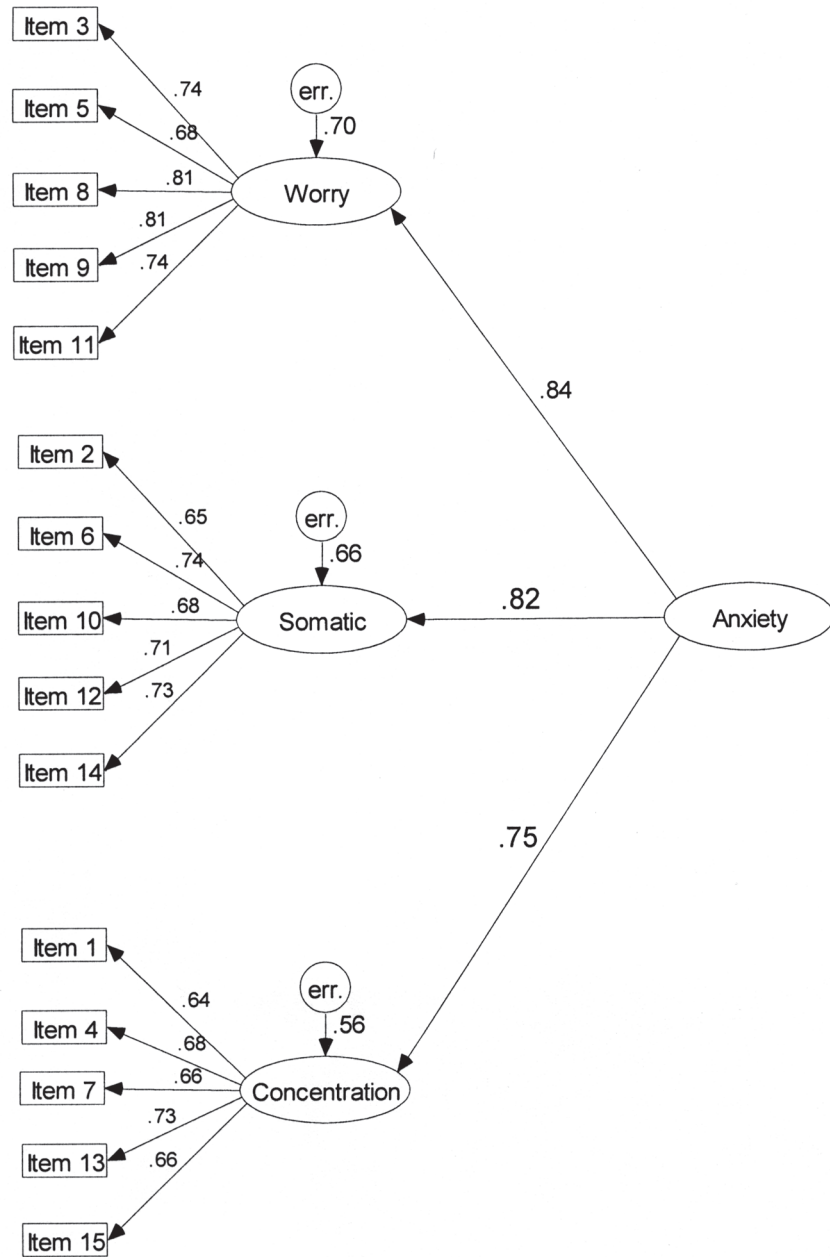 Item 3
.74
err.
Item 5
.68
.70
Item 8
.81
Worry
Item 9
.81
.74
Item 11
.84
Item 2
.65
err.
Item 6
.74
.66
Item 10
.68
Somatic
.82
Anxiety
Item 12
.71
.73
Item 14
.75
Item 1
.64
err.
Item 4
.68
.56
Item 7
.66
Concentration
Item 13
.73
.66
Item 15